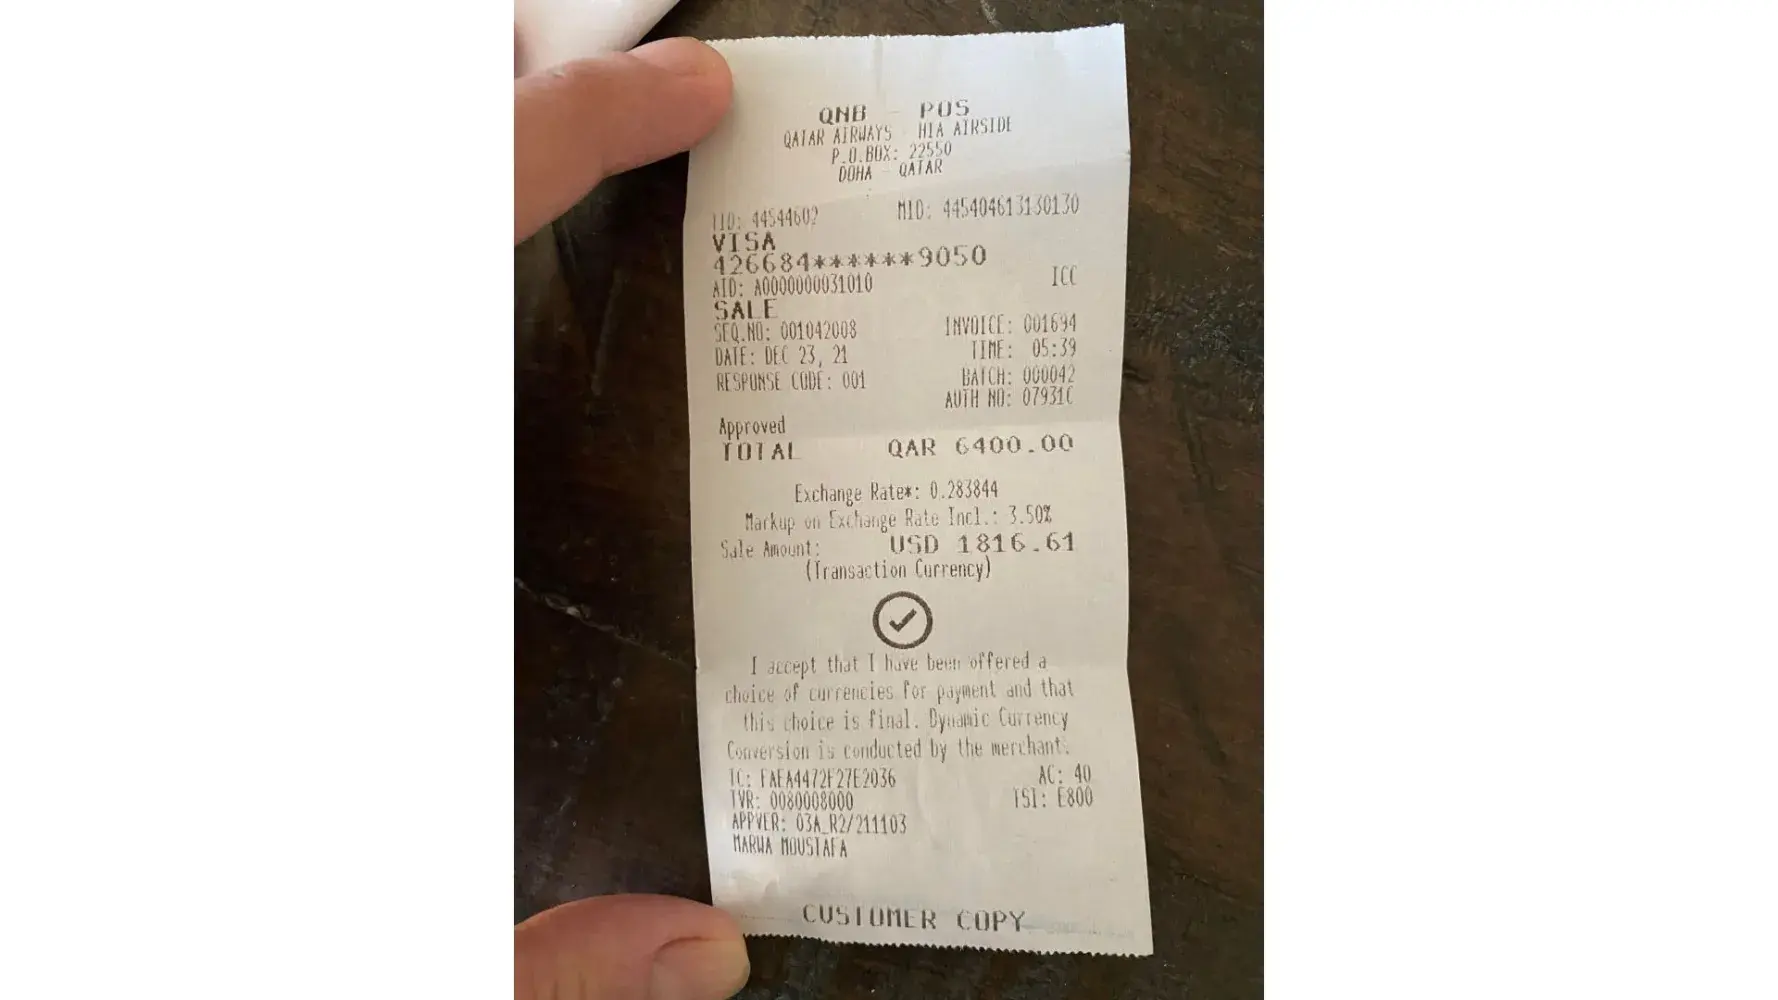 QNB - POS
QATAR AIRWAYS - HIA AIRSIDE
P.O.BOX: 22550
DOHA - QATAR
TID: 44544602 MID: 445404613130130
VISA
426684******9050
AID: A0000000031010 ICC
SALE
SEQ.NO: 001042008 INVOICE: 001694
DATE: DEC 23, 21 TIME: 05:39
RESPONSE CODE: 001 BATCH: 000042
AUTH NO: 07931C
Approved
TOTAL QAR 6400.00
Exchange Rate*: 0.283844
Markup on Exchange Rate Incl.: 3.50%
Sale Amount: USD 1816.61
(Transaction Currency)
I accept that I have been offered a
choice of currencies for payment and that
this choice is final. Dynamic Currency
Conversion is conducted by the merchant.
TC: FAEA4472F27E2036 AC: 40
TVR: 0080008000 TSI: E800
APPVER: 03A_R2/211103
MARWA MOUSTAFA
CUSTOMER COPY